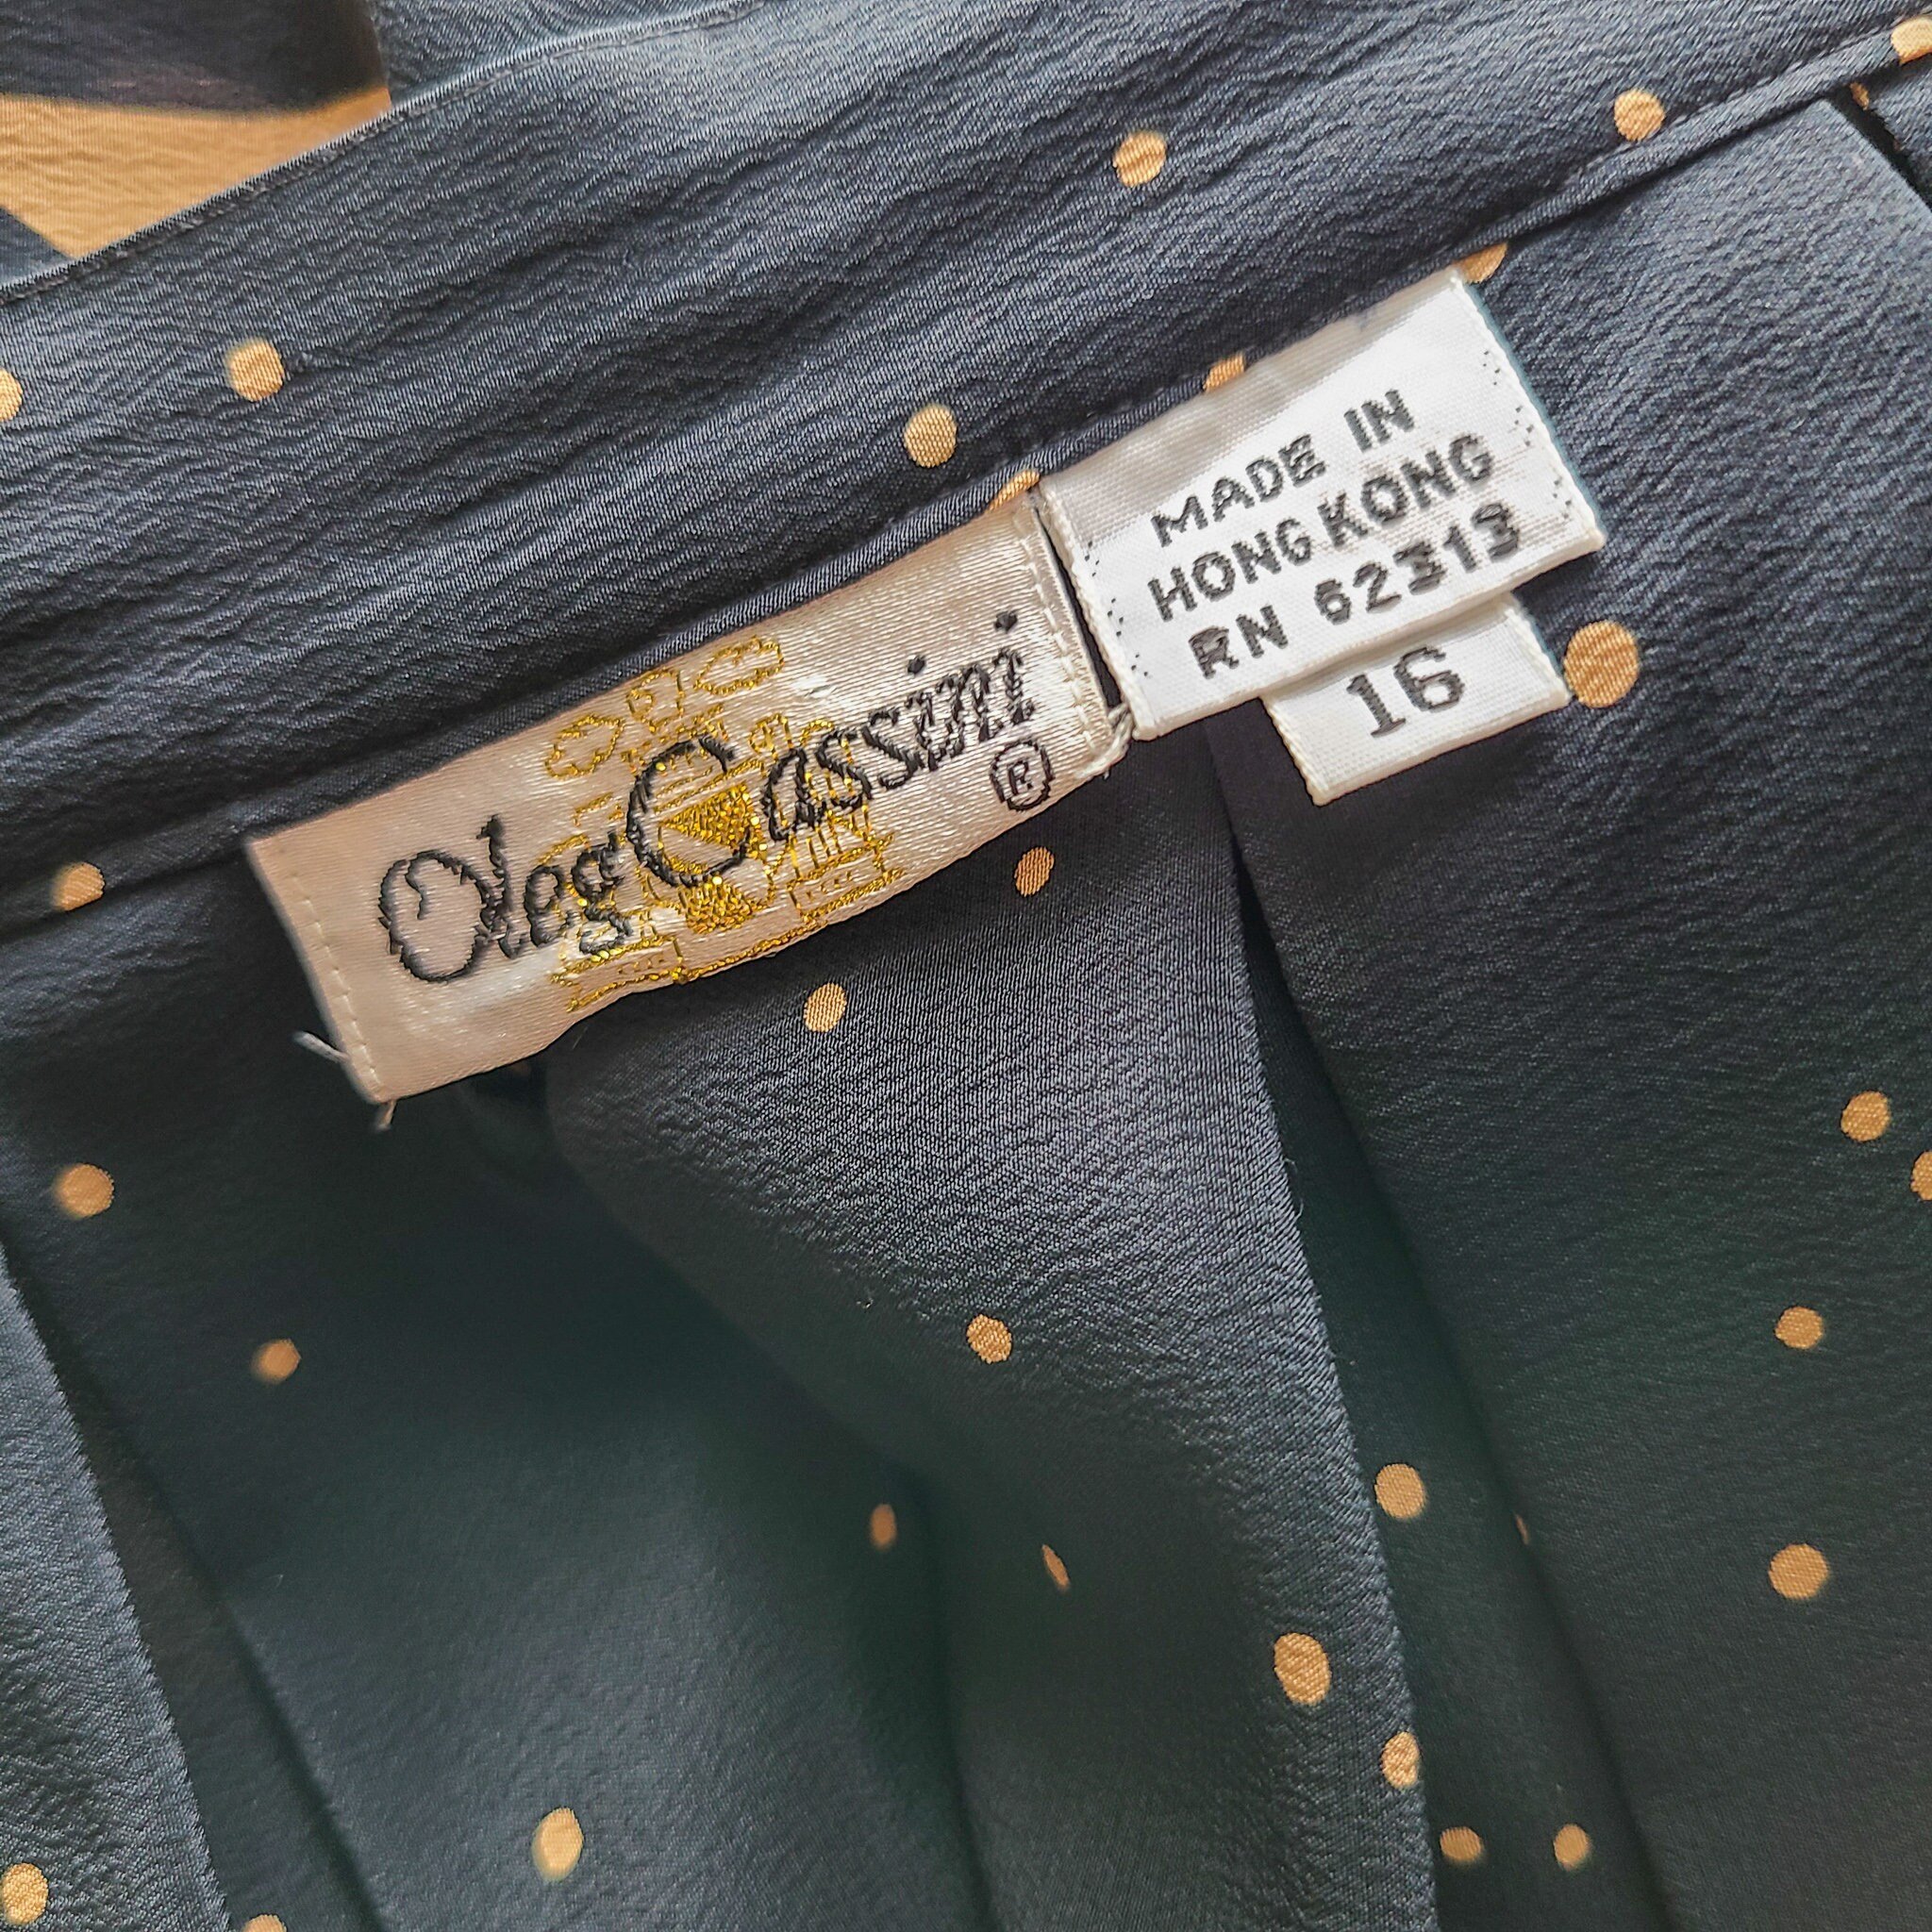 Oleg Cassini ®
MADE IN
HONG KONG
RN 62313
16